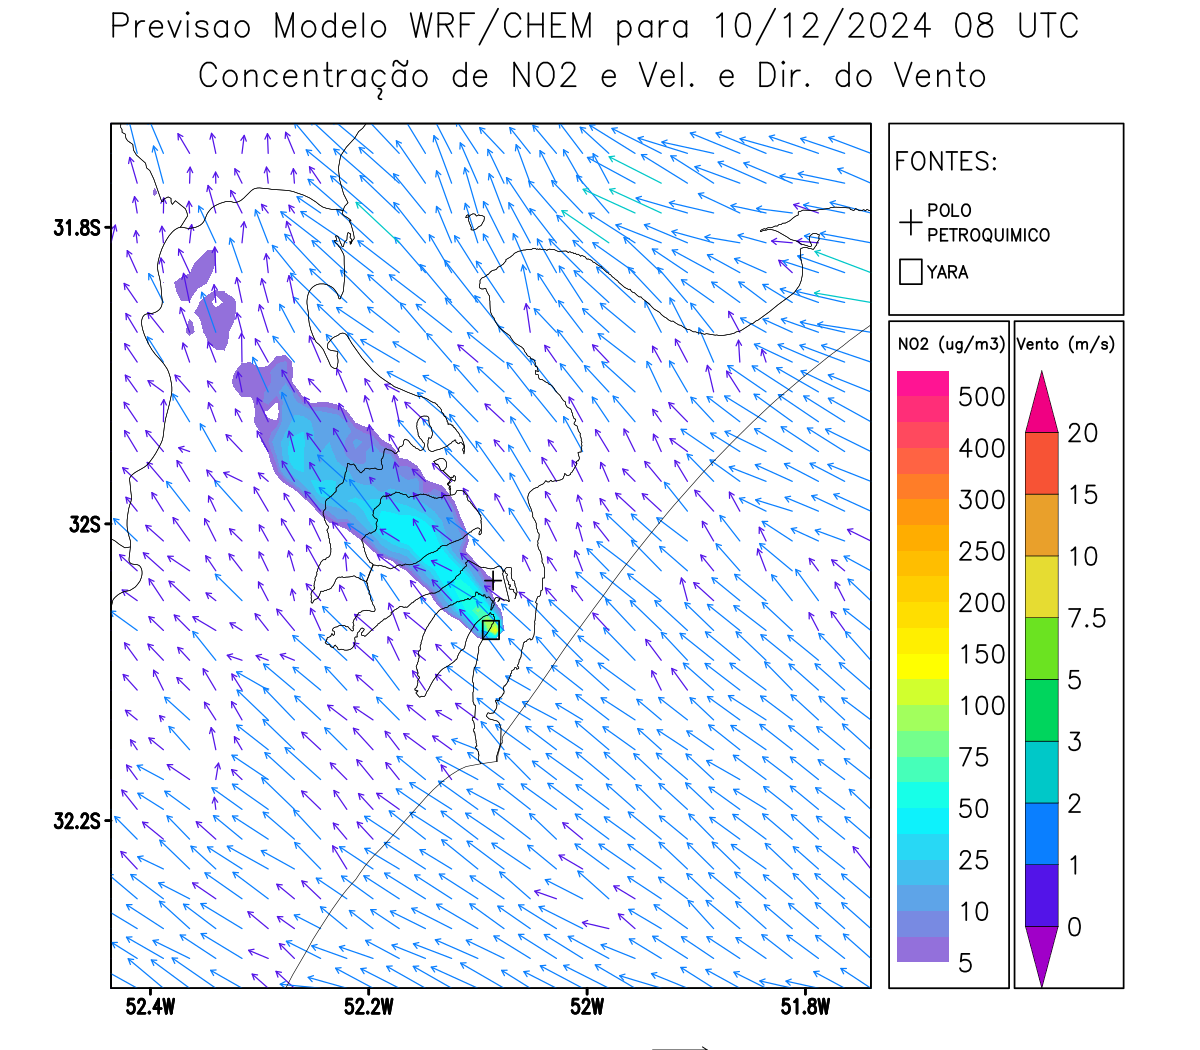 Previsao Modelo WRF/CHEM para 10/12/2024 08 UTC
Concentração de NO2 e Vel. e Dir. do Vento
FONTES:
POLO
PETROQUIMICO
YARA
NO2 (ug/m3)
500
400
300
250
200
150
100
75
50
25
10
5
Vento (m/s)
20
15
10
7.5
5
3
2
1
0
31.8S
32S
32.2S
52.4W
52.2W
52W
51.8W